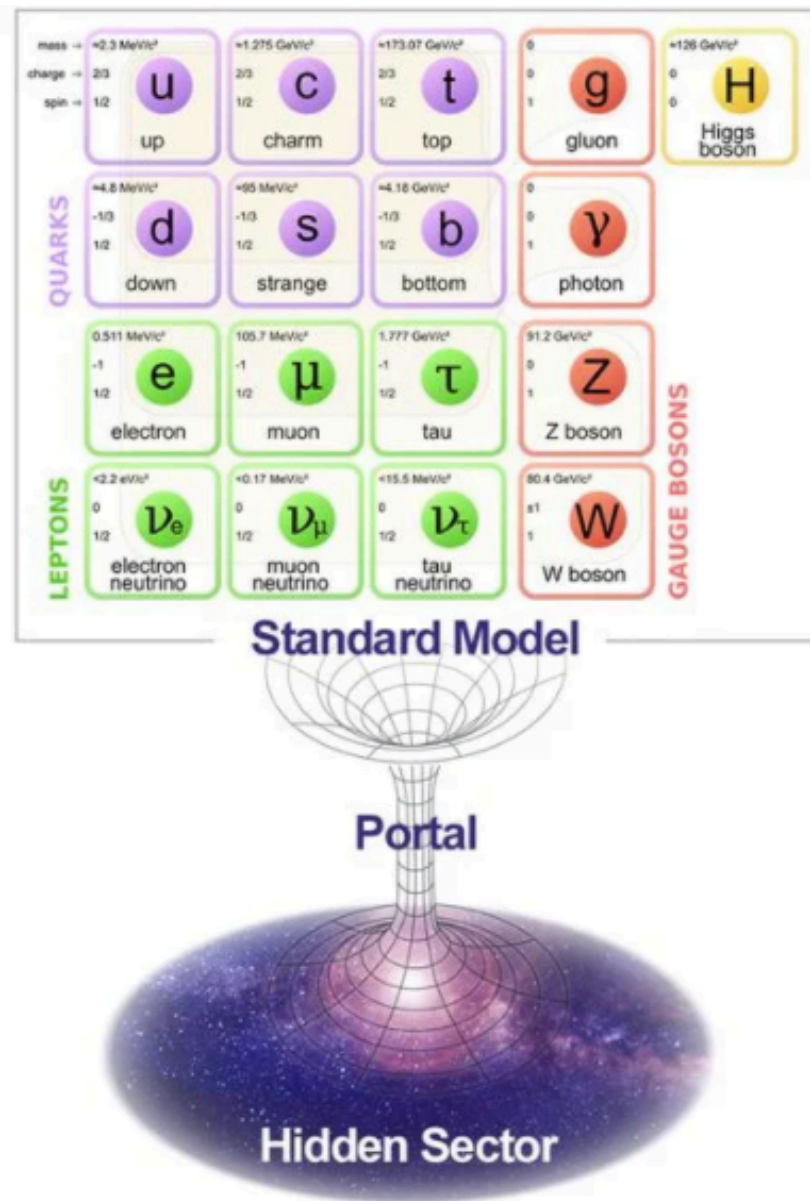 mass → ≈2.3 MeV/c² ≈1.275 GeV/c² ≈173.07 GeV/c² 0 ≈126 GeV/c²
charge → 2/3 2/3 2/3 0 0
spin → 1/2 1/2 1/2 1 0
u c t g H
up charm top gluon Higgs
boson
QUARKS
≈4.8 MeV/c² ≈95 MeV/c² ≈4.18 GeV/c² 0
-1/3 -1/3 -1/3 0
1/2 1/2 1/2 1
d s b γ
down strange bottom photon
0.511 MeV/c² 105.7 MeV/c² 1.777 GeV/c² 91.2 GeV/c²
-1 -1 -1 0
1/2 1/2 1/2 1
e μ τ Z
electron muon tau Z boson
LEPTONS
<2.2 eV/c² <0.17 MeV/c² <15.5 MeV/c² 80.4 GeV/c²
0 0 0 ±1
1/2 1/2 1/2 1
νe νμ ντ W
electron muon tau W boson
neutrino neutrino neutrino
GAUGE BOSONS
Standard Model
Portal
Hidden Sector